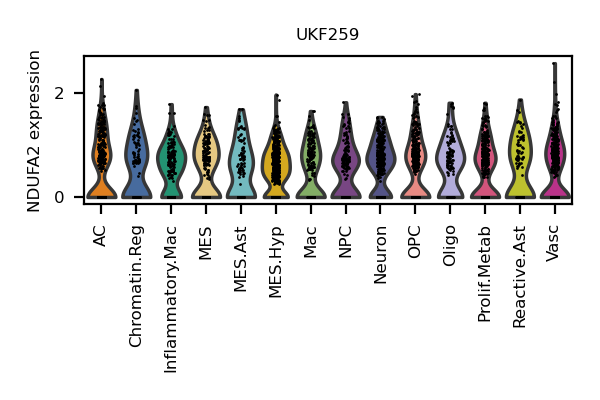 UKF259
NDUFA2 expression
2
0
AC
Chromatin.Reg
Inflammatory.Mac
MES
MES.Ast
MES.Hyp
Mac
NPC
Neuron
OPC
Oligo
Prolif.Metab
Reactive.Ast
Vasc